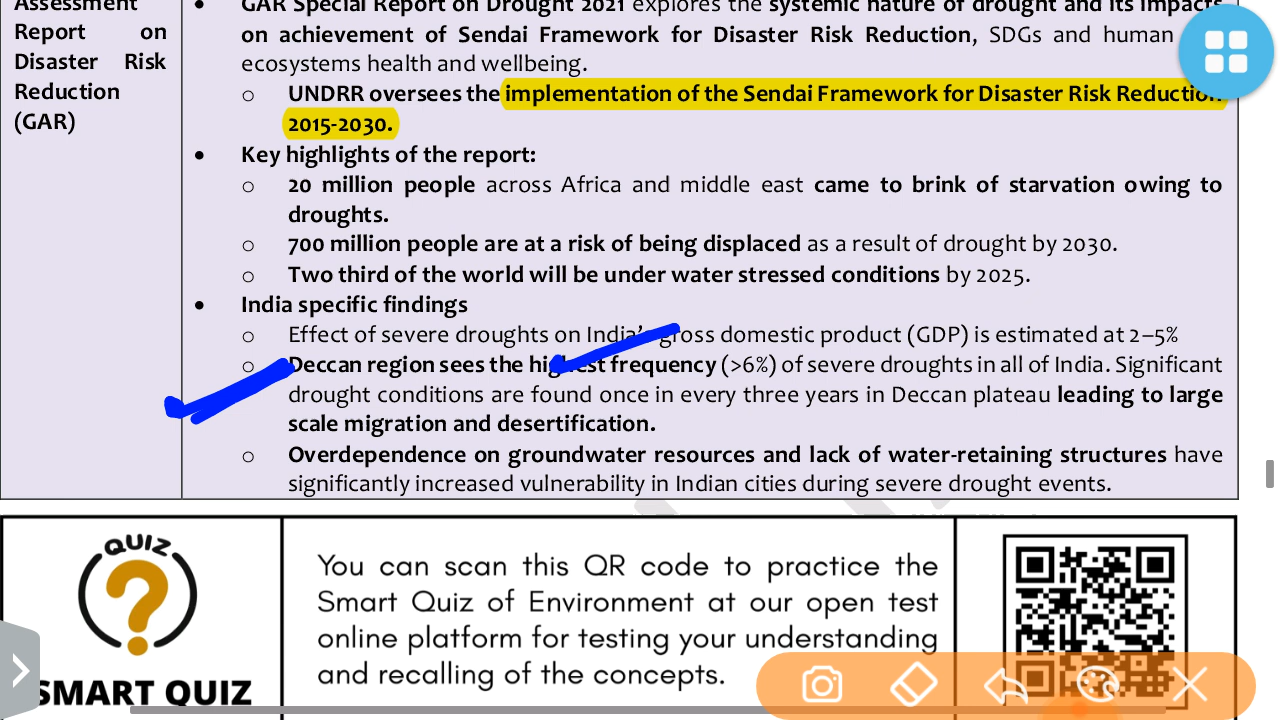 Assessment
Report on
Disaster Risk
Reduction
(GAR)
GAR Special Report on Drought 2021 explores the systemic nature of drought and its impacts
on achievement of Sendai Framework for Disaster Risk Reduction, SDGs and human
ecosystems health and wellbeing.
UNDRR oversees the implementation of the Sendai Framework for Disaster Risk Reduction
2015-2030.
Key highlights of the report:
20 million people across Africa and middle east came to brink of starvation owing to
droughts.
700 million people are at a risk of being displaced as a result of drought by 2030.
Two third of the world will be under water stressed conditions by 2025.
India specific findings
Effect of severe droughts on India's gross domestic product (GDP) is estimated at 2–5%
Deccan region sees the highest frequency (>6%) of severe droughts in all of India. Significant
drought conditions are found once in every three years in Deccan plateau leading to large
scale migration and desertification.
Overdependence on groundwater resources and lack of water-retaining structures have
significantly increased vulnerability in Indian cities during severe drought events.
QUIZ
SMART QUIZ
You can scan this QR code to practice the
Smart Quiz of Environment at our open test
online platform for testing your understanding
and recalling of the concepts.